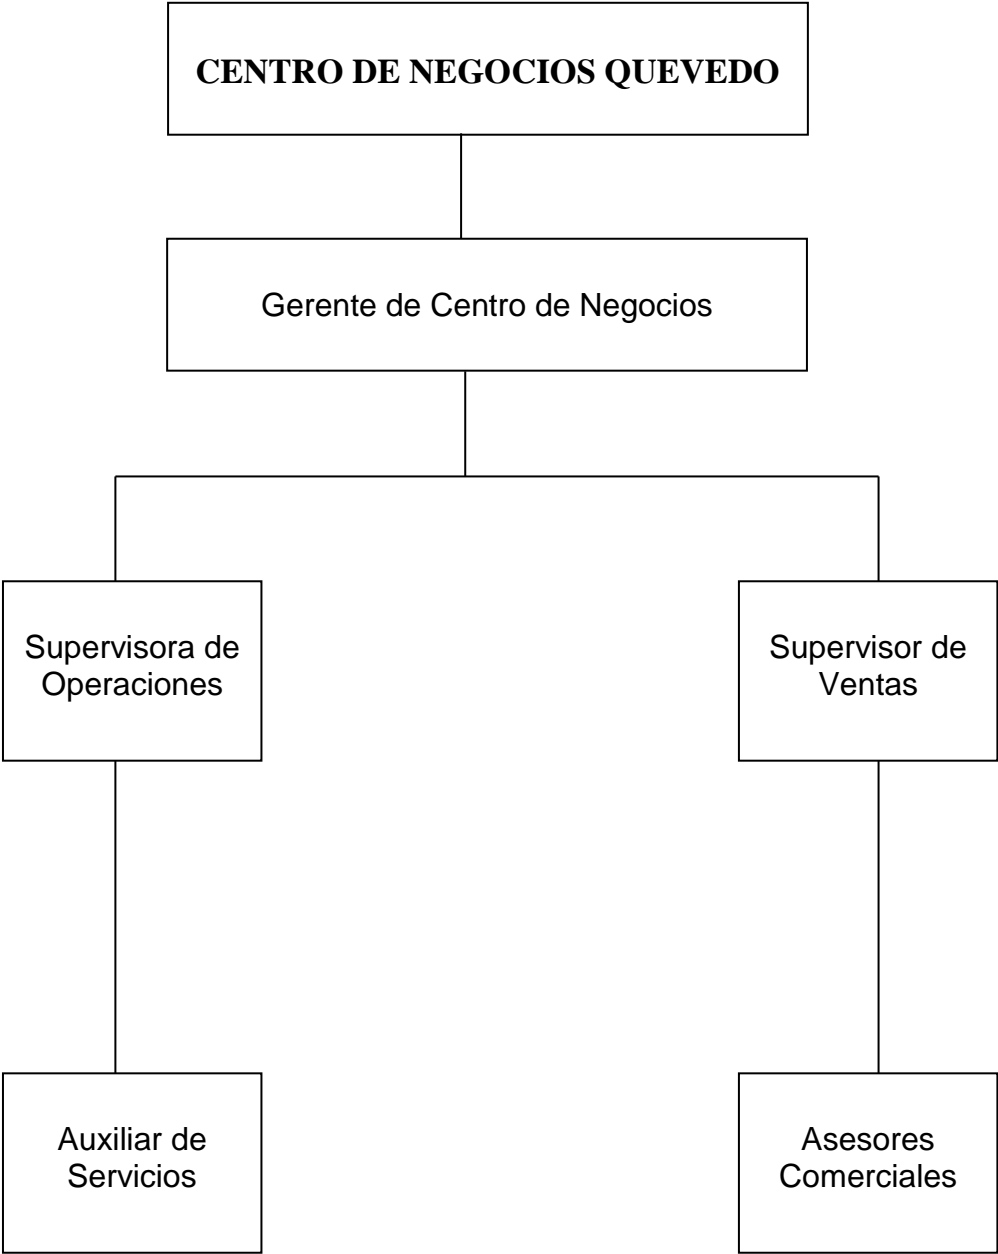 CENTRO DE NEGOCIOS QUEVEDO
Gerente de Centro de Negocios
Supervisora de
Operaciones
Supervisor de
Ventas
Auxiliar de
Servicios
Asesores
Comerciales